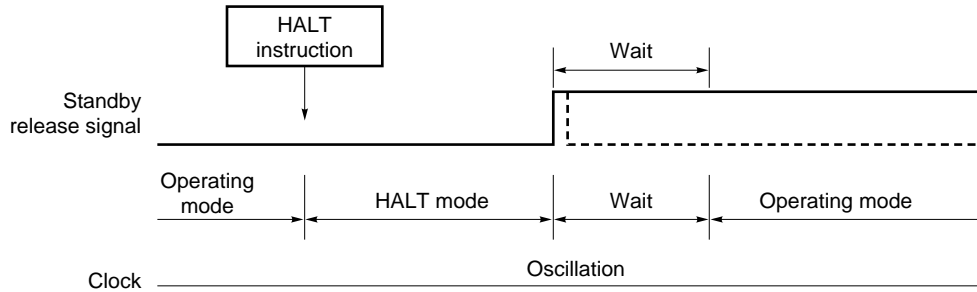 HALT
instruction
Wait
Standby
release signal
Operating
mode
HALT mode
Wait
Operating mode
Oscillation
Clock